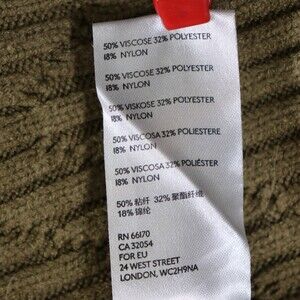 50% VISCOSE 32% POLYESTER
18% NYLON
50% VISCOSE 32% POLYESTER
18% NYLON
50% VISKOSE 32% POLYESTER
18% NYLON
50% VISCOSA 32% POLIESTERE
18% NYLON
50% VISCOSA 32% POLIÉSTER
18% NYLON
50% 粘纤 32% 聚酯纤维
18% 锦纶
RN 66170
CA 32054
FOR EU
24 WEST STREET
LONDON, WC2H9NA